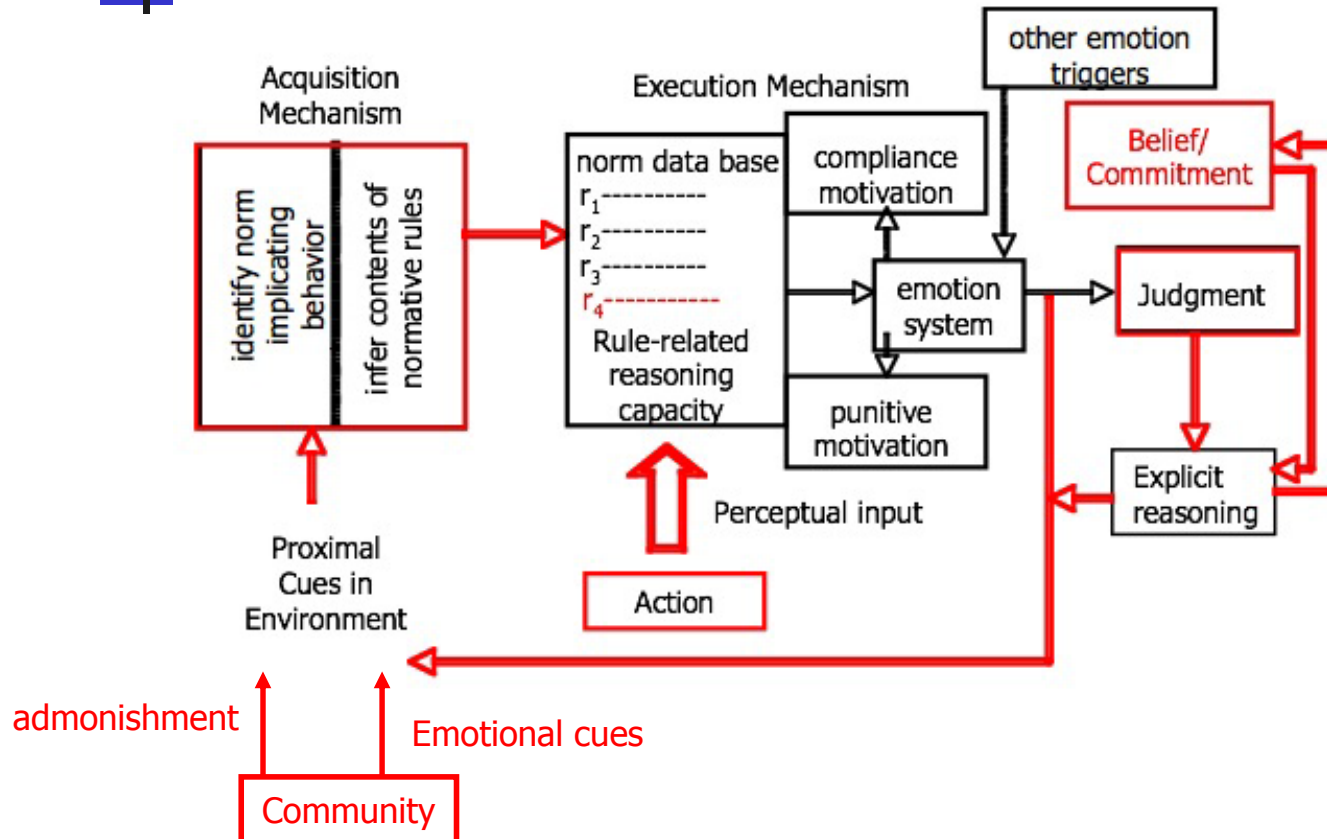 Acquisition
Mechanism
identify norm
implicating
behavior
infer contents of
normative rules
Proximal
Cues in
Environment
admonishment
Emotional cues
Community
Execution Mechanism
norm data base
r1----------
r2----------
r3----------
r4-----------
Rule-related
reasoning
capacity
compliance
motivation
emotion
system
punitive
motivation
Perceptual input
Action
other emotion
triggers
Belief/
Commitment
Judgment
Explicit
reasoning